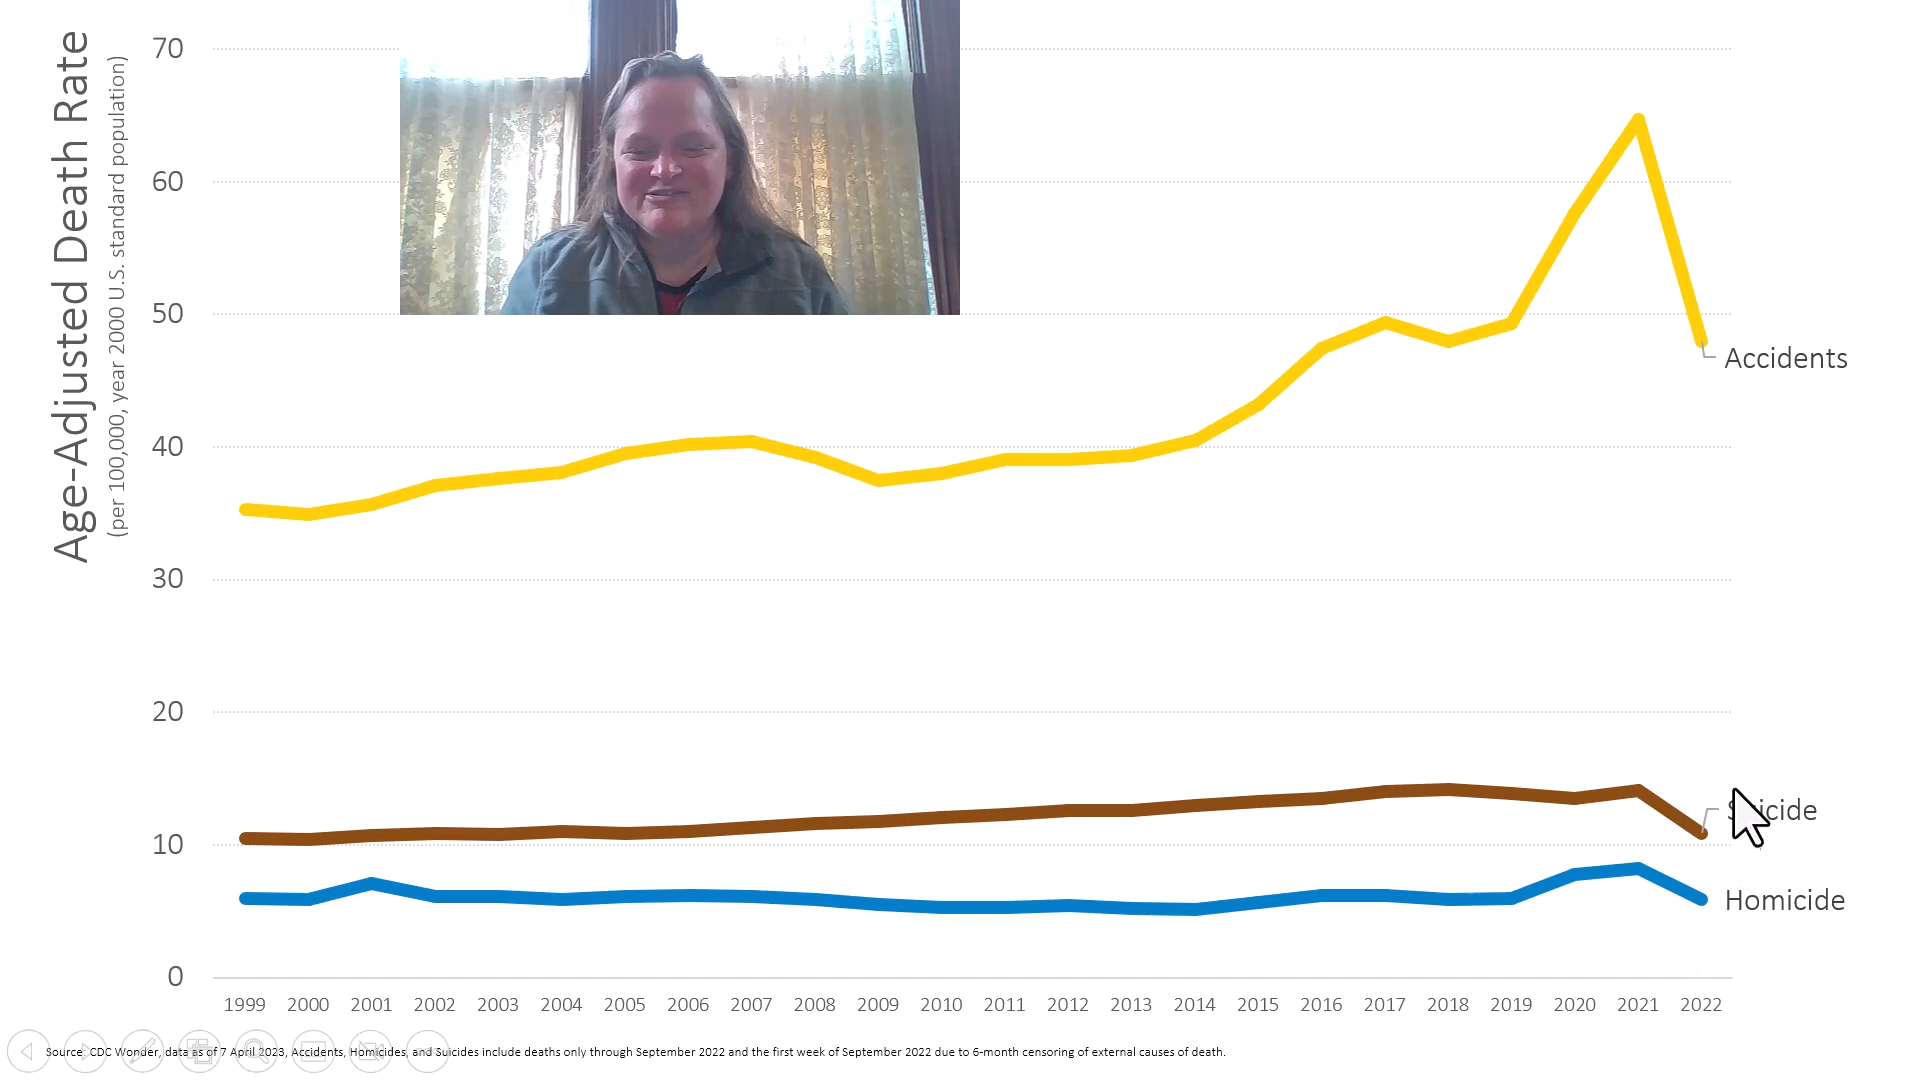 Age-Adjusted Death Rate
(per 100,000, year 2000 U.S. standard population)
70
60
50
40
30
20
10
0
Accidents
Suicide
Homicide
1999 2000 2001 2002 2003 2004 2005 2006 2007 2008 2009 2010 2011 2012 2013 2014 2015 2016 2017 2018 2019 2020 2021 2022
Source: CDC Wonder, data as of 7 April 2023, Accidents, Homicides, and Suicides include deaths only through September 2022 and the first week of September 2022 due to 6-month censoring of external causes of death.